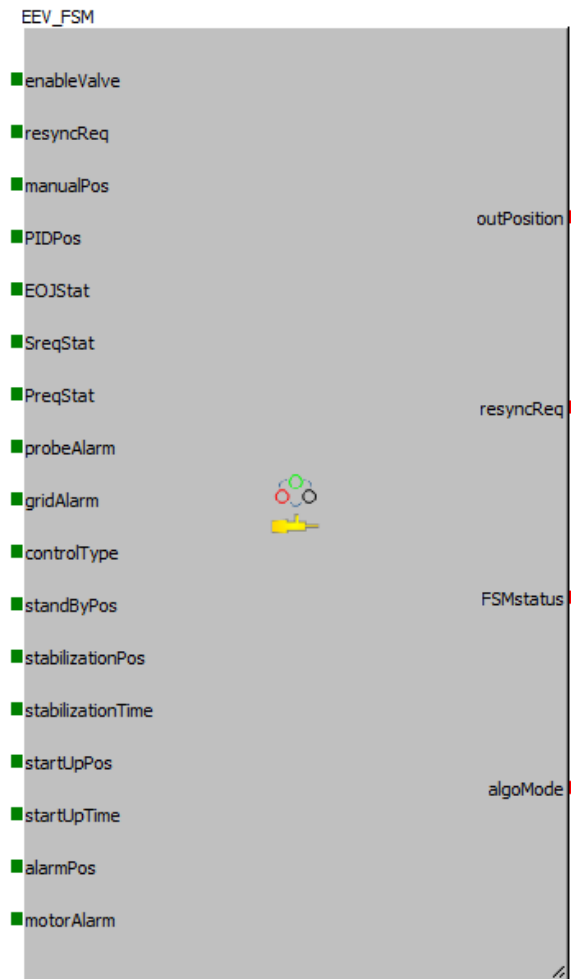 EEV_FSM
enableValve
resyncReq
manualPos
PIDPos
EOJStat
SreqStat
PreqStat
probeAlarm
gridAlarm
controlType
standByPos
stabilizationPos
stabilizationTime
startUpPos
startUpTime
alarmPos
motorAlarm
outPosition
resyncReq
FSMstatus
algoMode